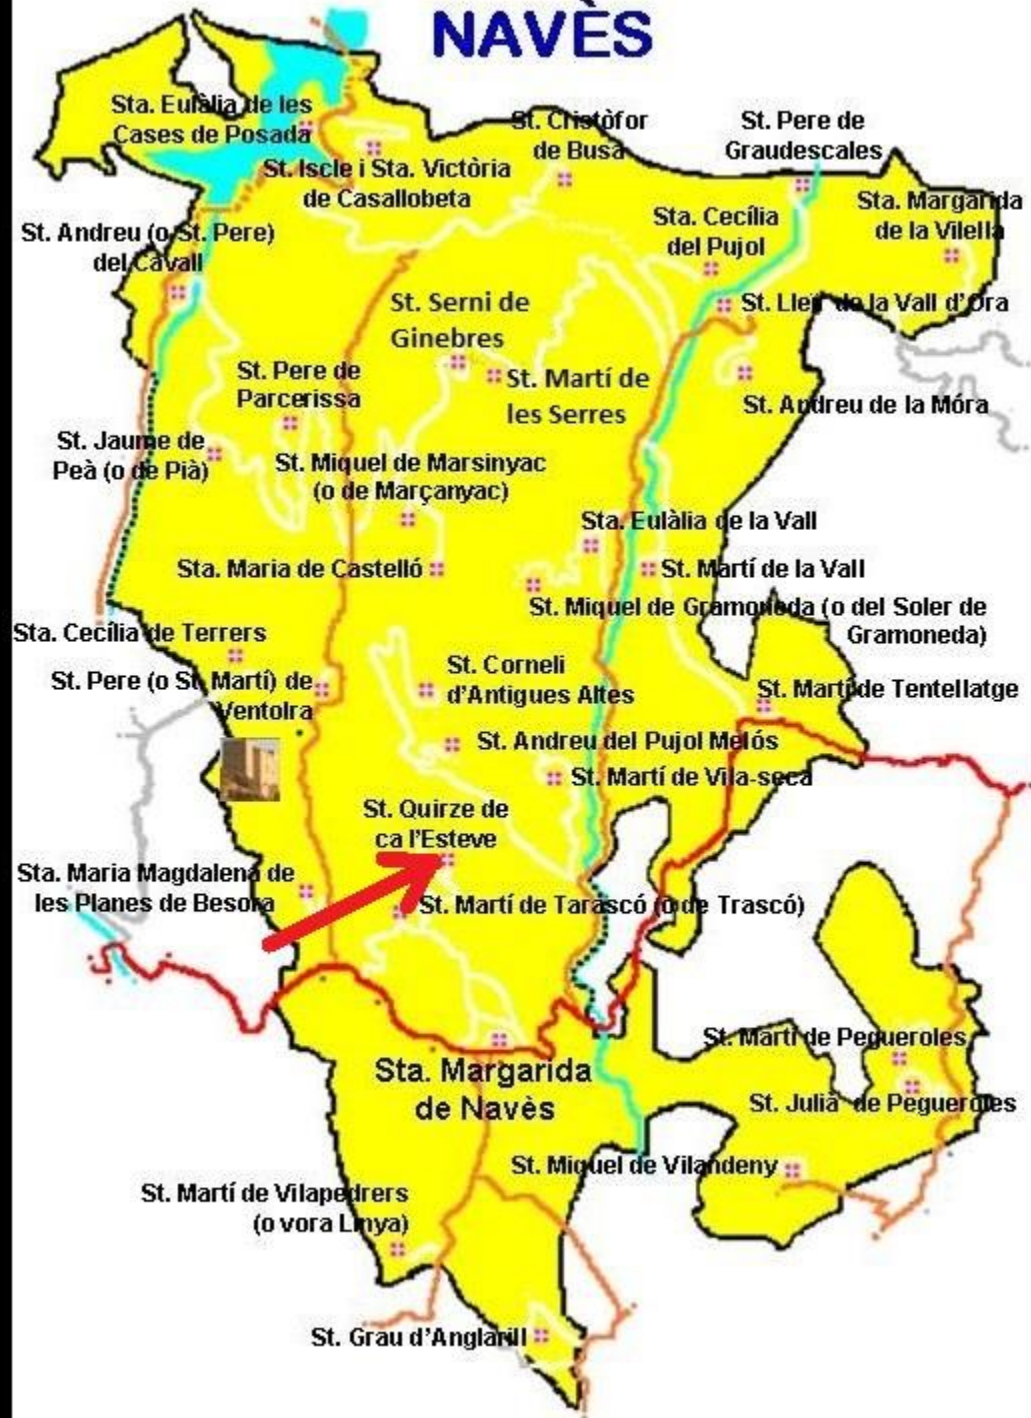 NAVÈS
Sta. Eulàlia de les
Cases de Posada
St. Cristòfor
de Busa
St. Pere de
Graudescales
St. Iscle i Sta. Victòria
de Casallobeta
Sta. Margarida
de la Vilella
Sta. Cecília
del Pujol
St. Andreu (o St. Pere)
del Cavall
St. Serni de
Ginebres
St. Lleïr de la Vall d'Ora
St. Pere de
Parcerissa
St. Martí de
les Serres
St. Andreu de la Móra
St. Jaume de
Peà (o de Pià)
St. Miquel de Marsinyac
(o de Marçanyac)
Sta. Eulàlia de la Vall
Sta. Maria de Castelló
St. Martí de la Vall
St. Miquel de Gramoneda (o del Soler de
Gramoneda)
Sta. Cecília de Terrers
St. Pere (o St. Martí) de
Ventolra
St. Corneli
d'Antigues Altes
St. Martí de Tentellatge
St. Andreu del Pujol Melós
St. Martí de Vila-seca
St. Quirze de
ca l'Esteve
Sta. Maria Magdalena de
les Planes de Besora
St. Martí de Tarascó (o de Trascó)
St. Martí de Pegueroles
Sta. Margarida
de Navès
St. Julià de Pegueroles
St. Miquel de Vilandeny
St. Martí de Vilapedrers
(o vora Linya)
St. Grau d'Anglarill